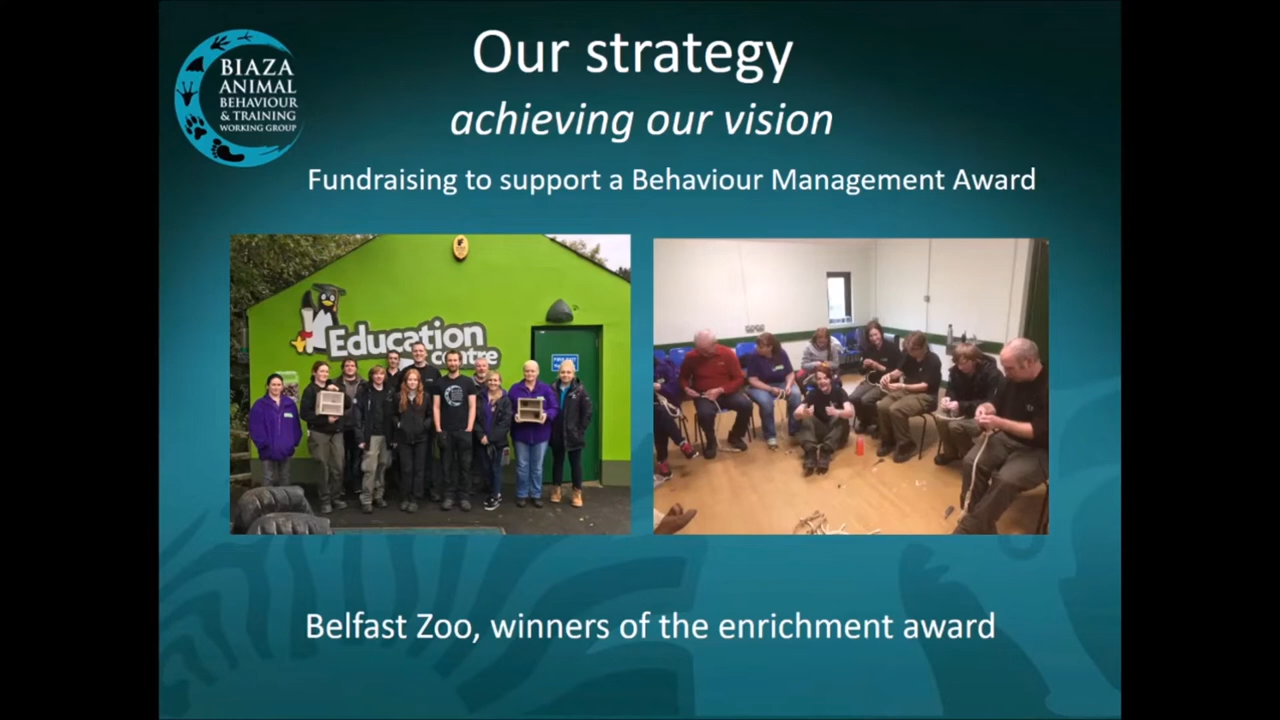 BIAZA
ANIMAL
BEHAVIOUR
& TRAINING
WORKING GROUP
Our strategy
achieving our vision
Fundraising to support a Behaviour Management Award
Education
centre
Belfast Zoo, winners of the enrichment award